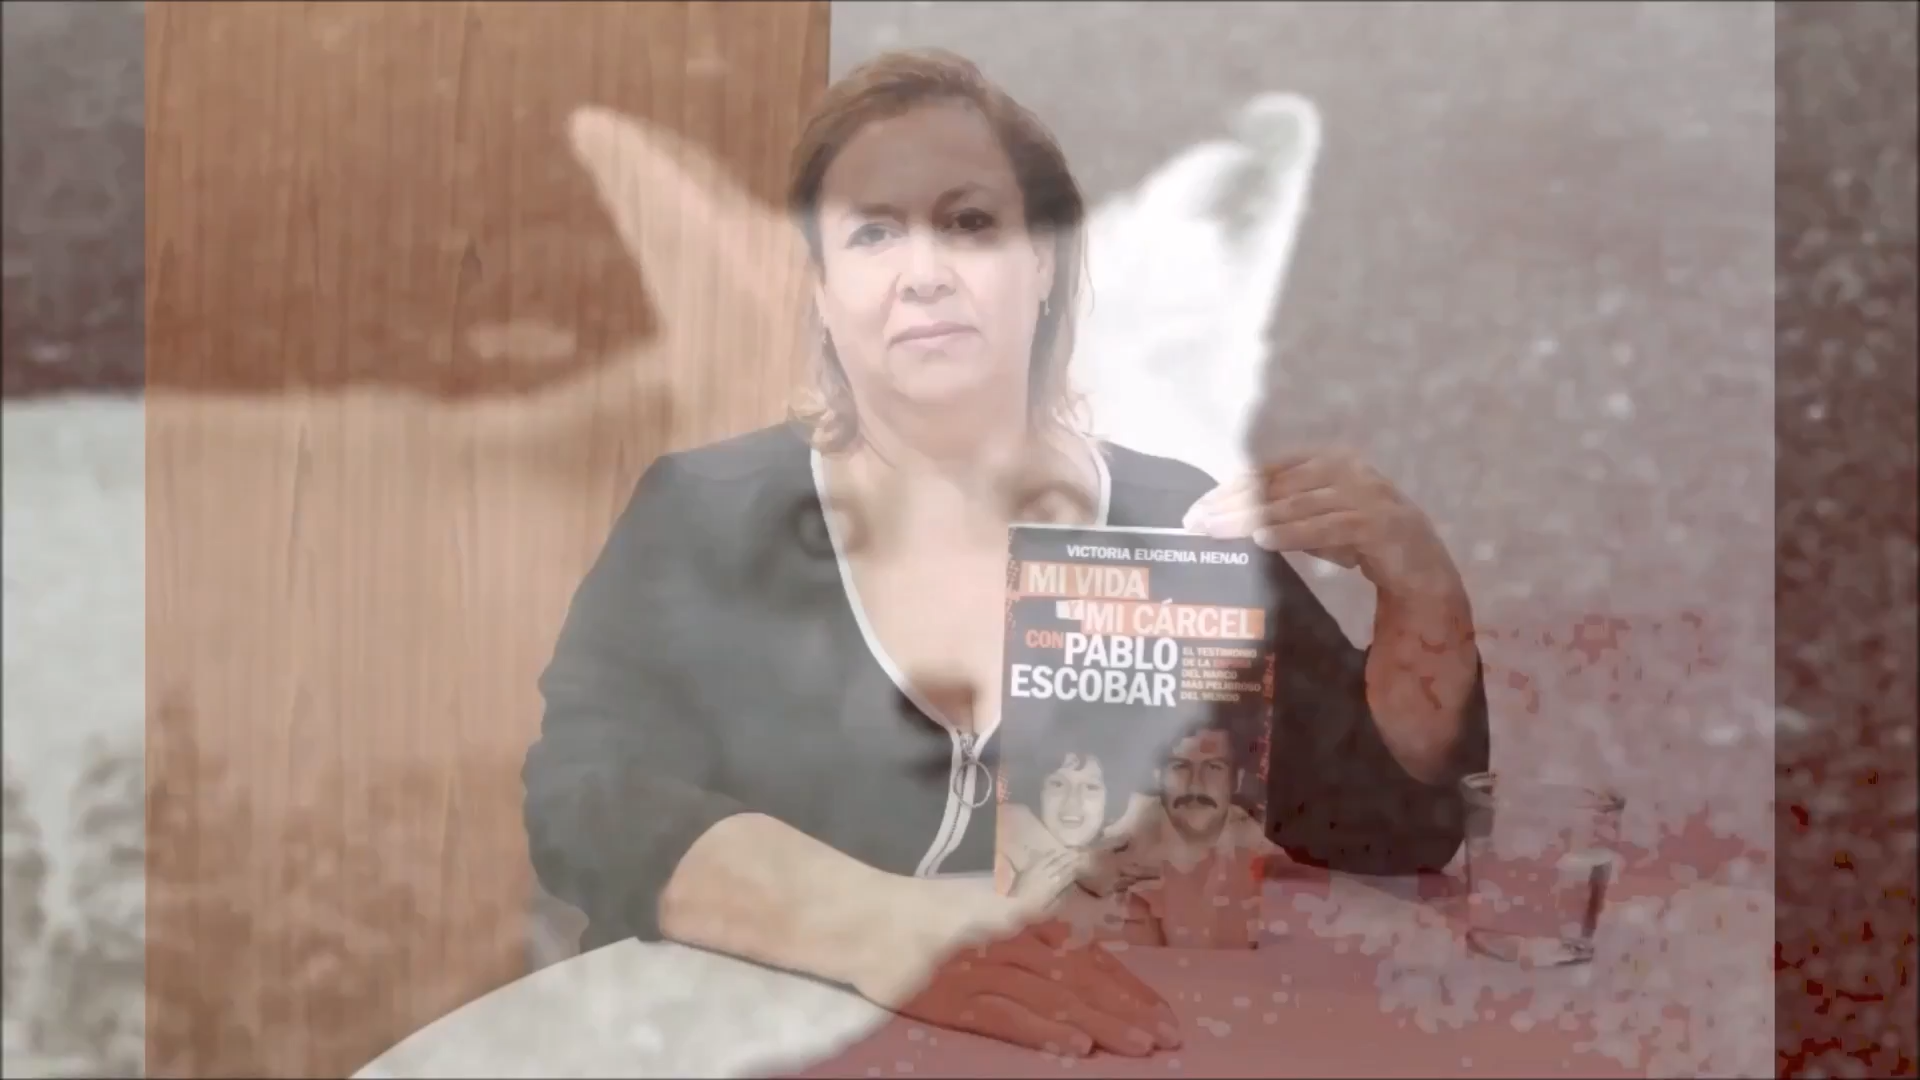 VICTORIA EUGENIA HENAO
MI VIDA
Y MI CÁRCEL
CON PABLO
ESCOBAR
EL TESTIMONIO
DE LA ESPOSA
DEL NARCO
MÁS PELIGROSO
DEL MUNDO